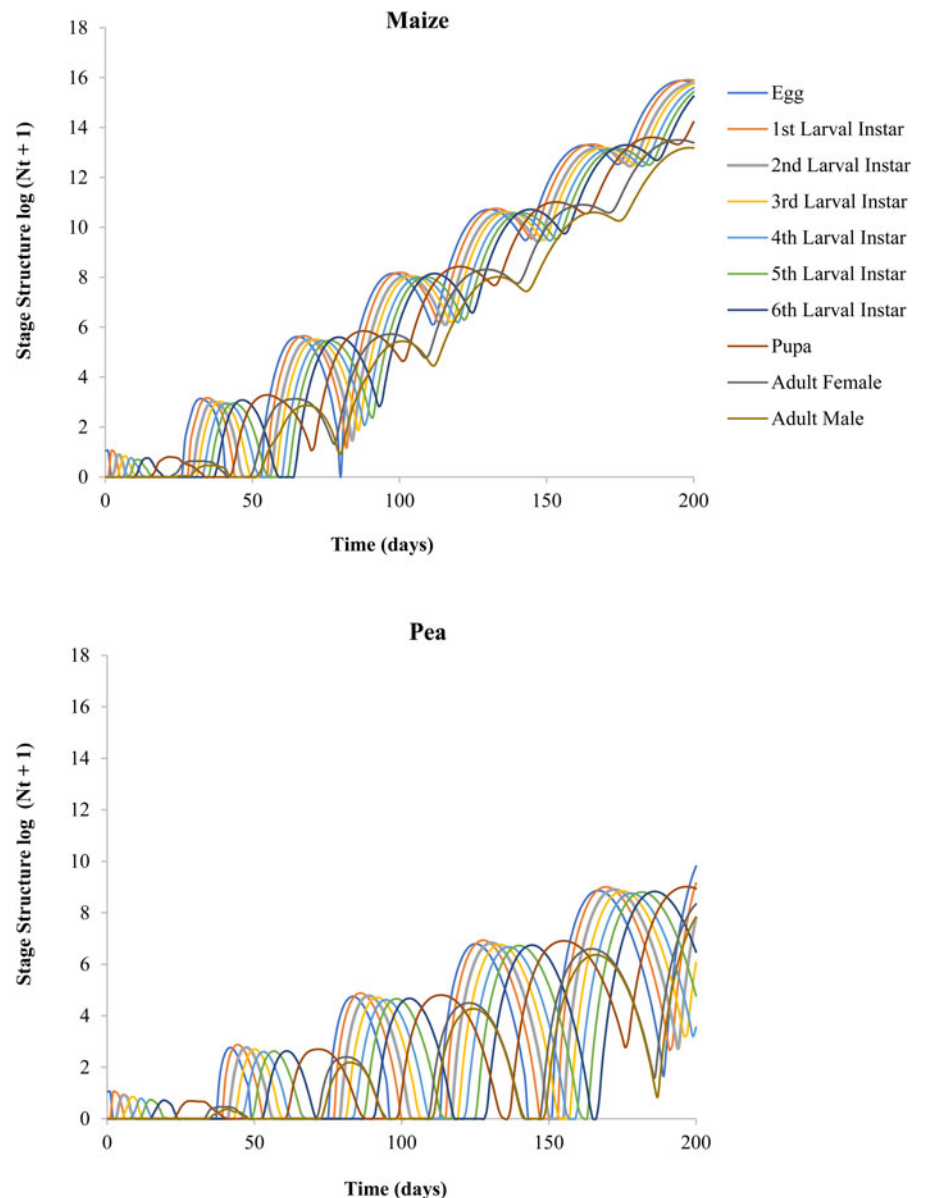 Maize
Stage Structure log (Nt + 1)
18
16
14
12
10
8
6
4
2
0
0 50 100 150 200
Time (days)
Egg
1st Larval Instar
2nd Larval Instar
3rd Larval Instar
4th Larval Instar
5th Larval Instar
6th Larval Instar
Pupa
Adult Female
Adult Male
Pea
Stage Structure log (Nt + 1)
18
16
14
12
10
8
6
4
2
0
0 50 100 150 200
Time (days)